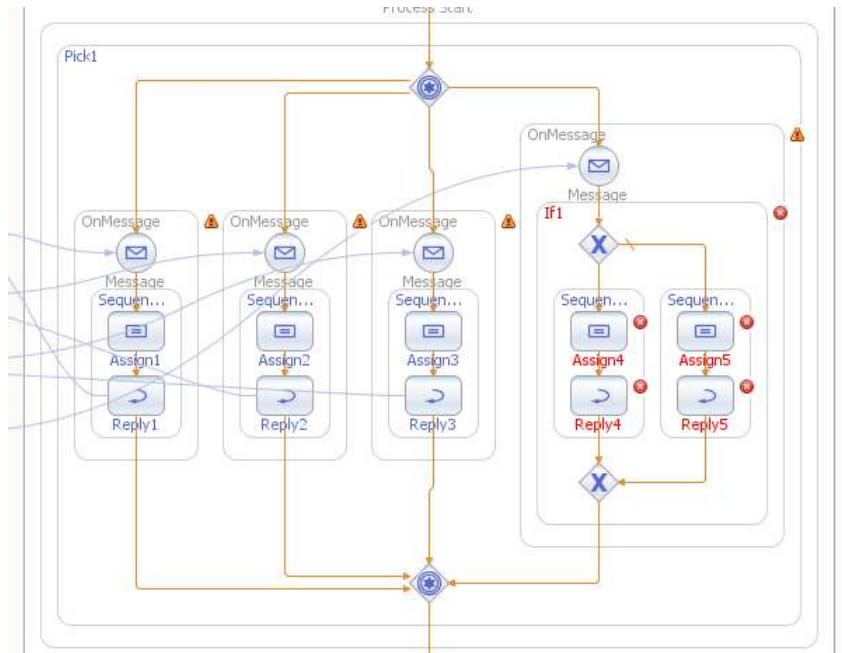 Process Start
Pick1
OnMessage
Message
If1
OnMessage
OnMessage
OnMessage
Message
Message
Message
Sequen...
Sequen...
Sequen...
Sequen...
Sequen...
Assign1
Assign2
Assign3
Assign4
Assign5
Reply1
Reply2
Reply3
Reply4
Reply5